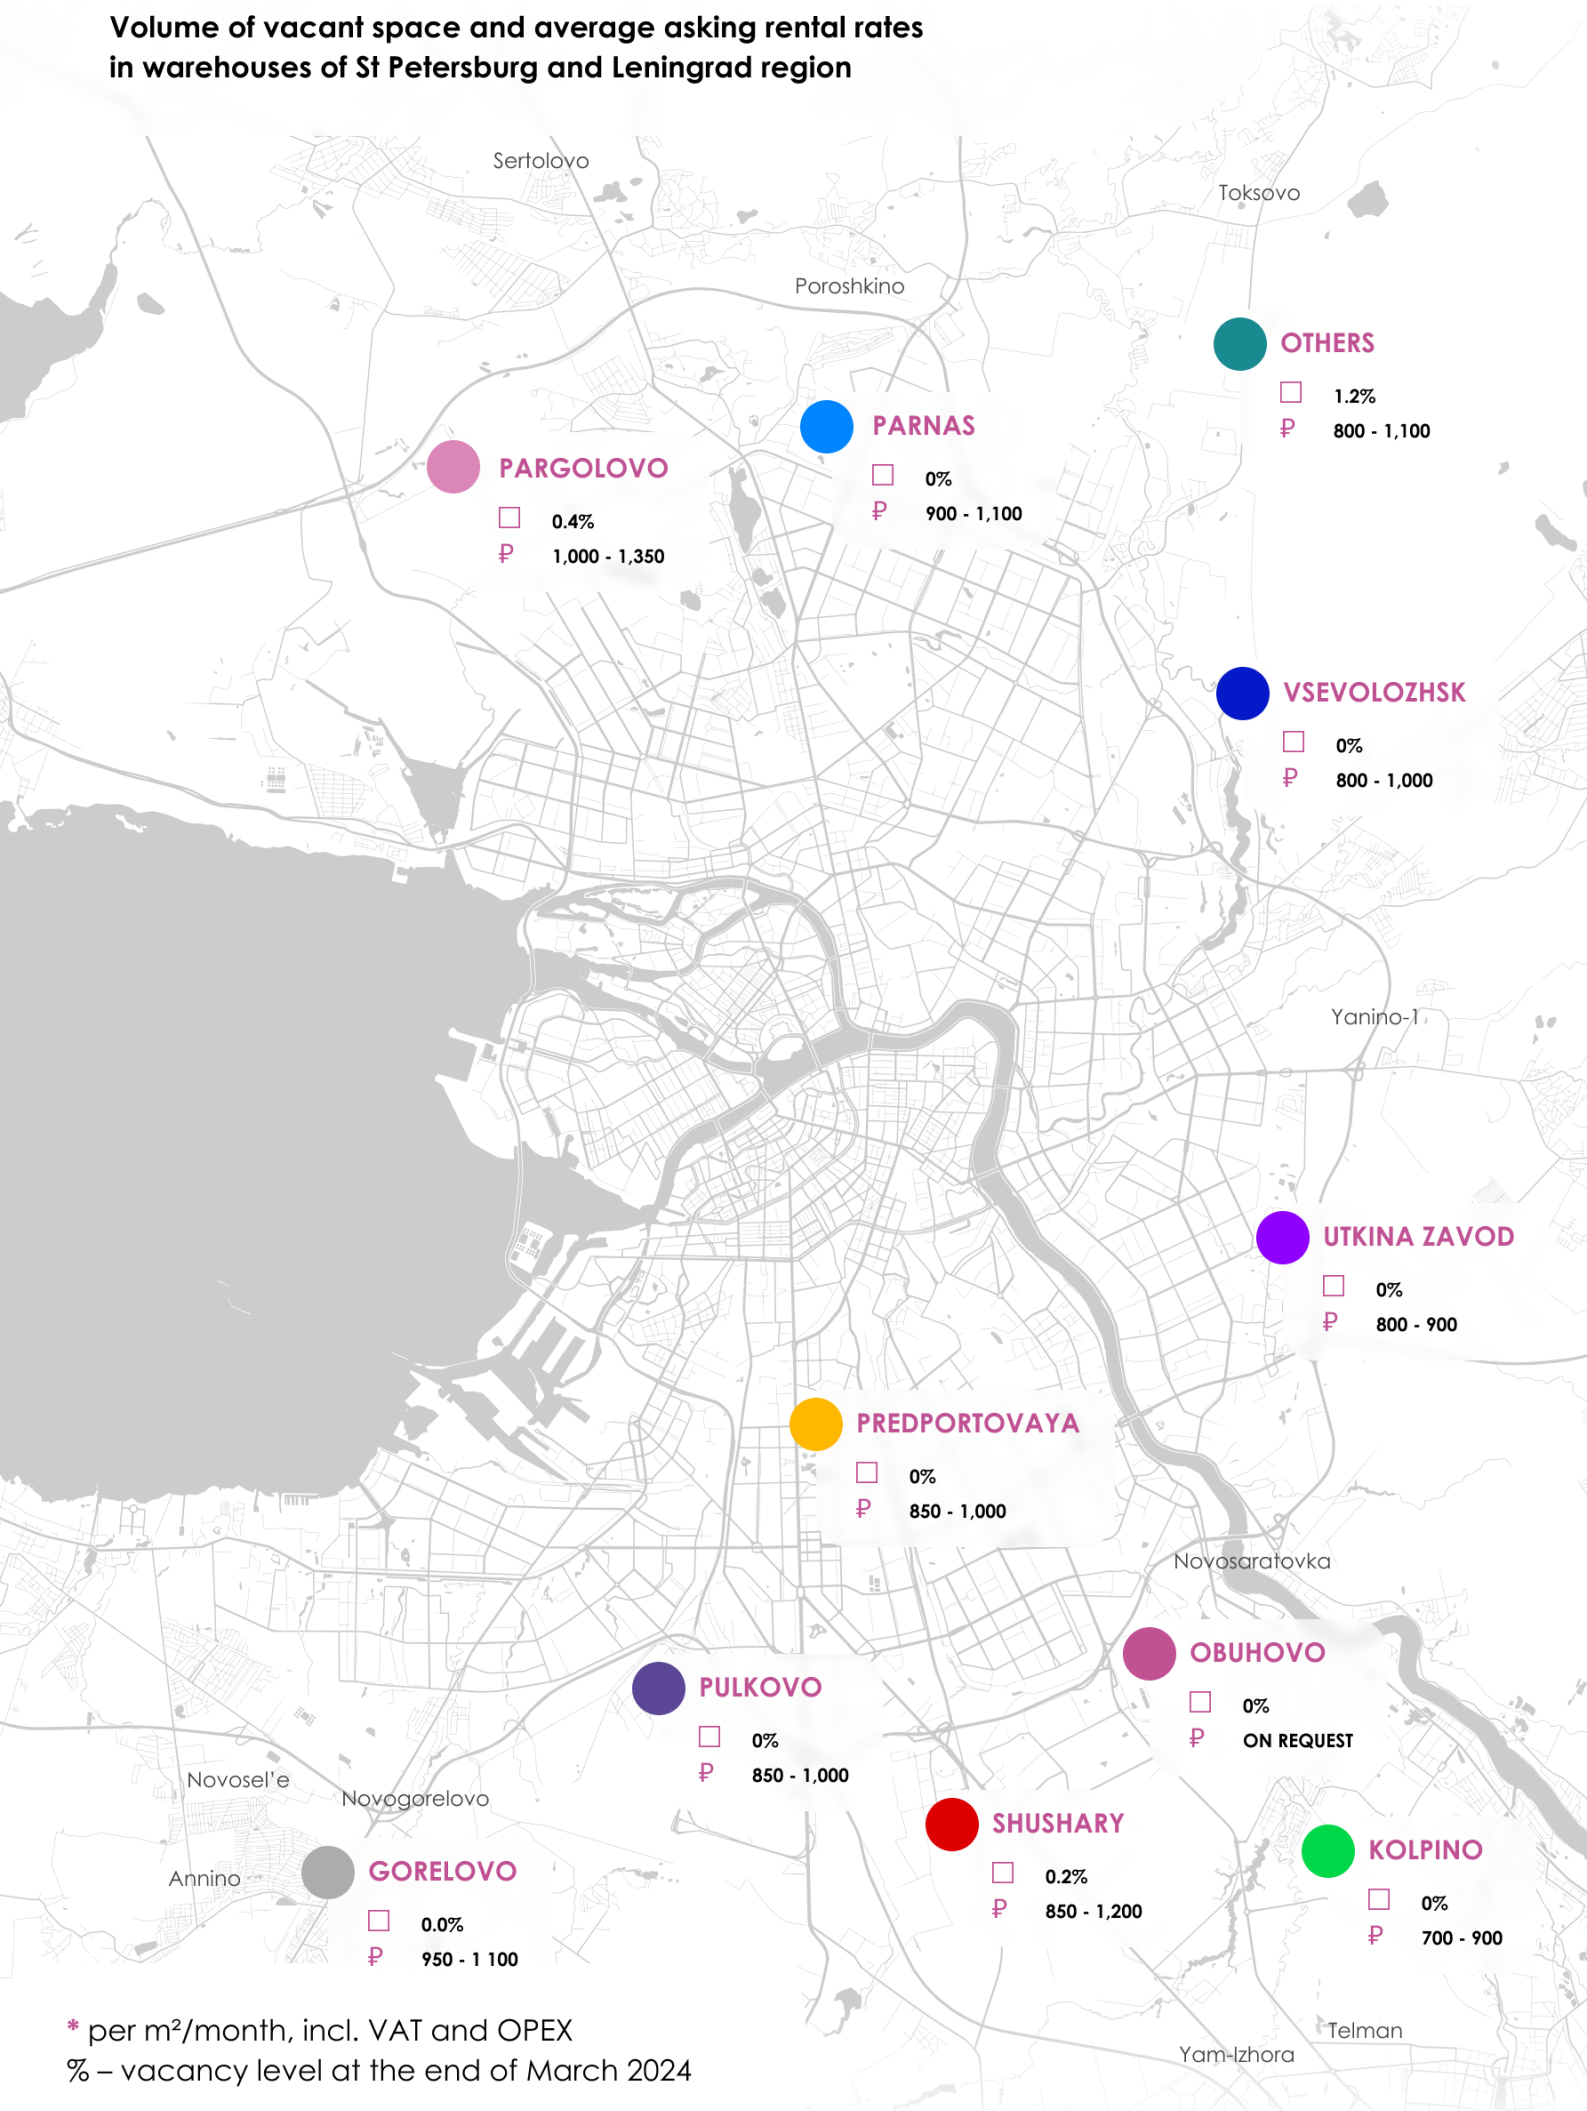 Volume of vacant space and average asking rental rates
in warehouses of St Petersburg and Leningrad region
Sertolovo
Toksovo
Poroshkino
OTHERS
1.2%
₽ 800 - 1,100
PARNAS
0%
₽ 900 - 1,100
PARGOLOVO
0.4%
₽ 1,000 - 1,350
VSEVOLOZHSK
0%
₽ 800 - 1,000
Yanino-1
UTKINA ZAVOD
0%
₽ 800 - 900
PREDPORTOVAYA
0%
₽ 850 - 1,000
Novosaratovka
OBUHOVO
0%
₽ ON REQUEST
PULKOVO
0%
₽ 850 - 1,000
Novosel’e
Novogorelovo
SHUSHARY
0.2%
₽ 850 - 1,200
KOLPINO
0%
₽ 700 - 900
Annino
GORELOVO
0.0%
₽ 950 - 1 100
Telman
Yam-Izhora
* per m²/month, incl. VAT and OPEX
% – vacancy level at the end of March 2024